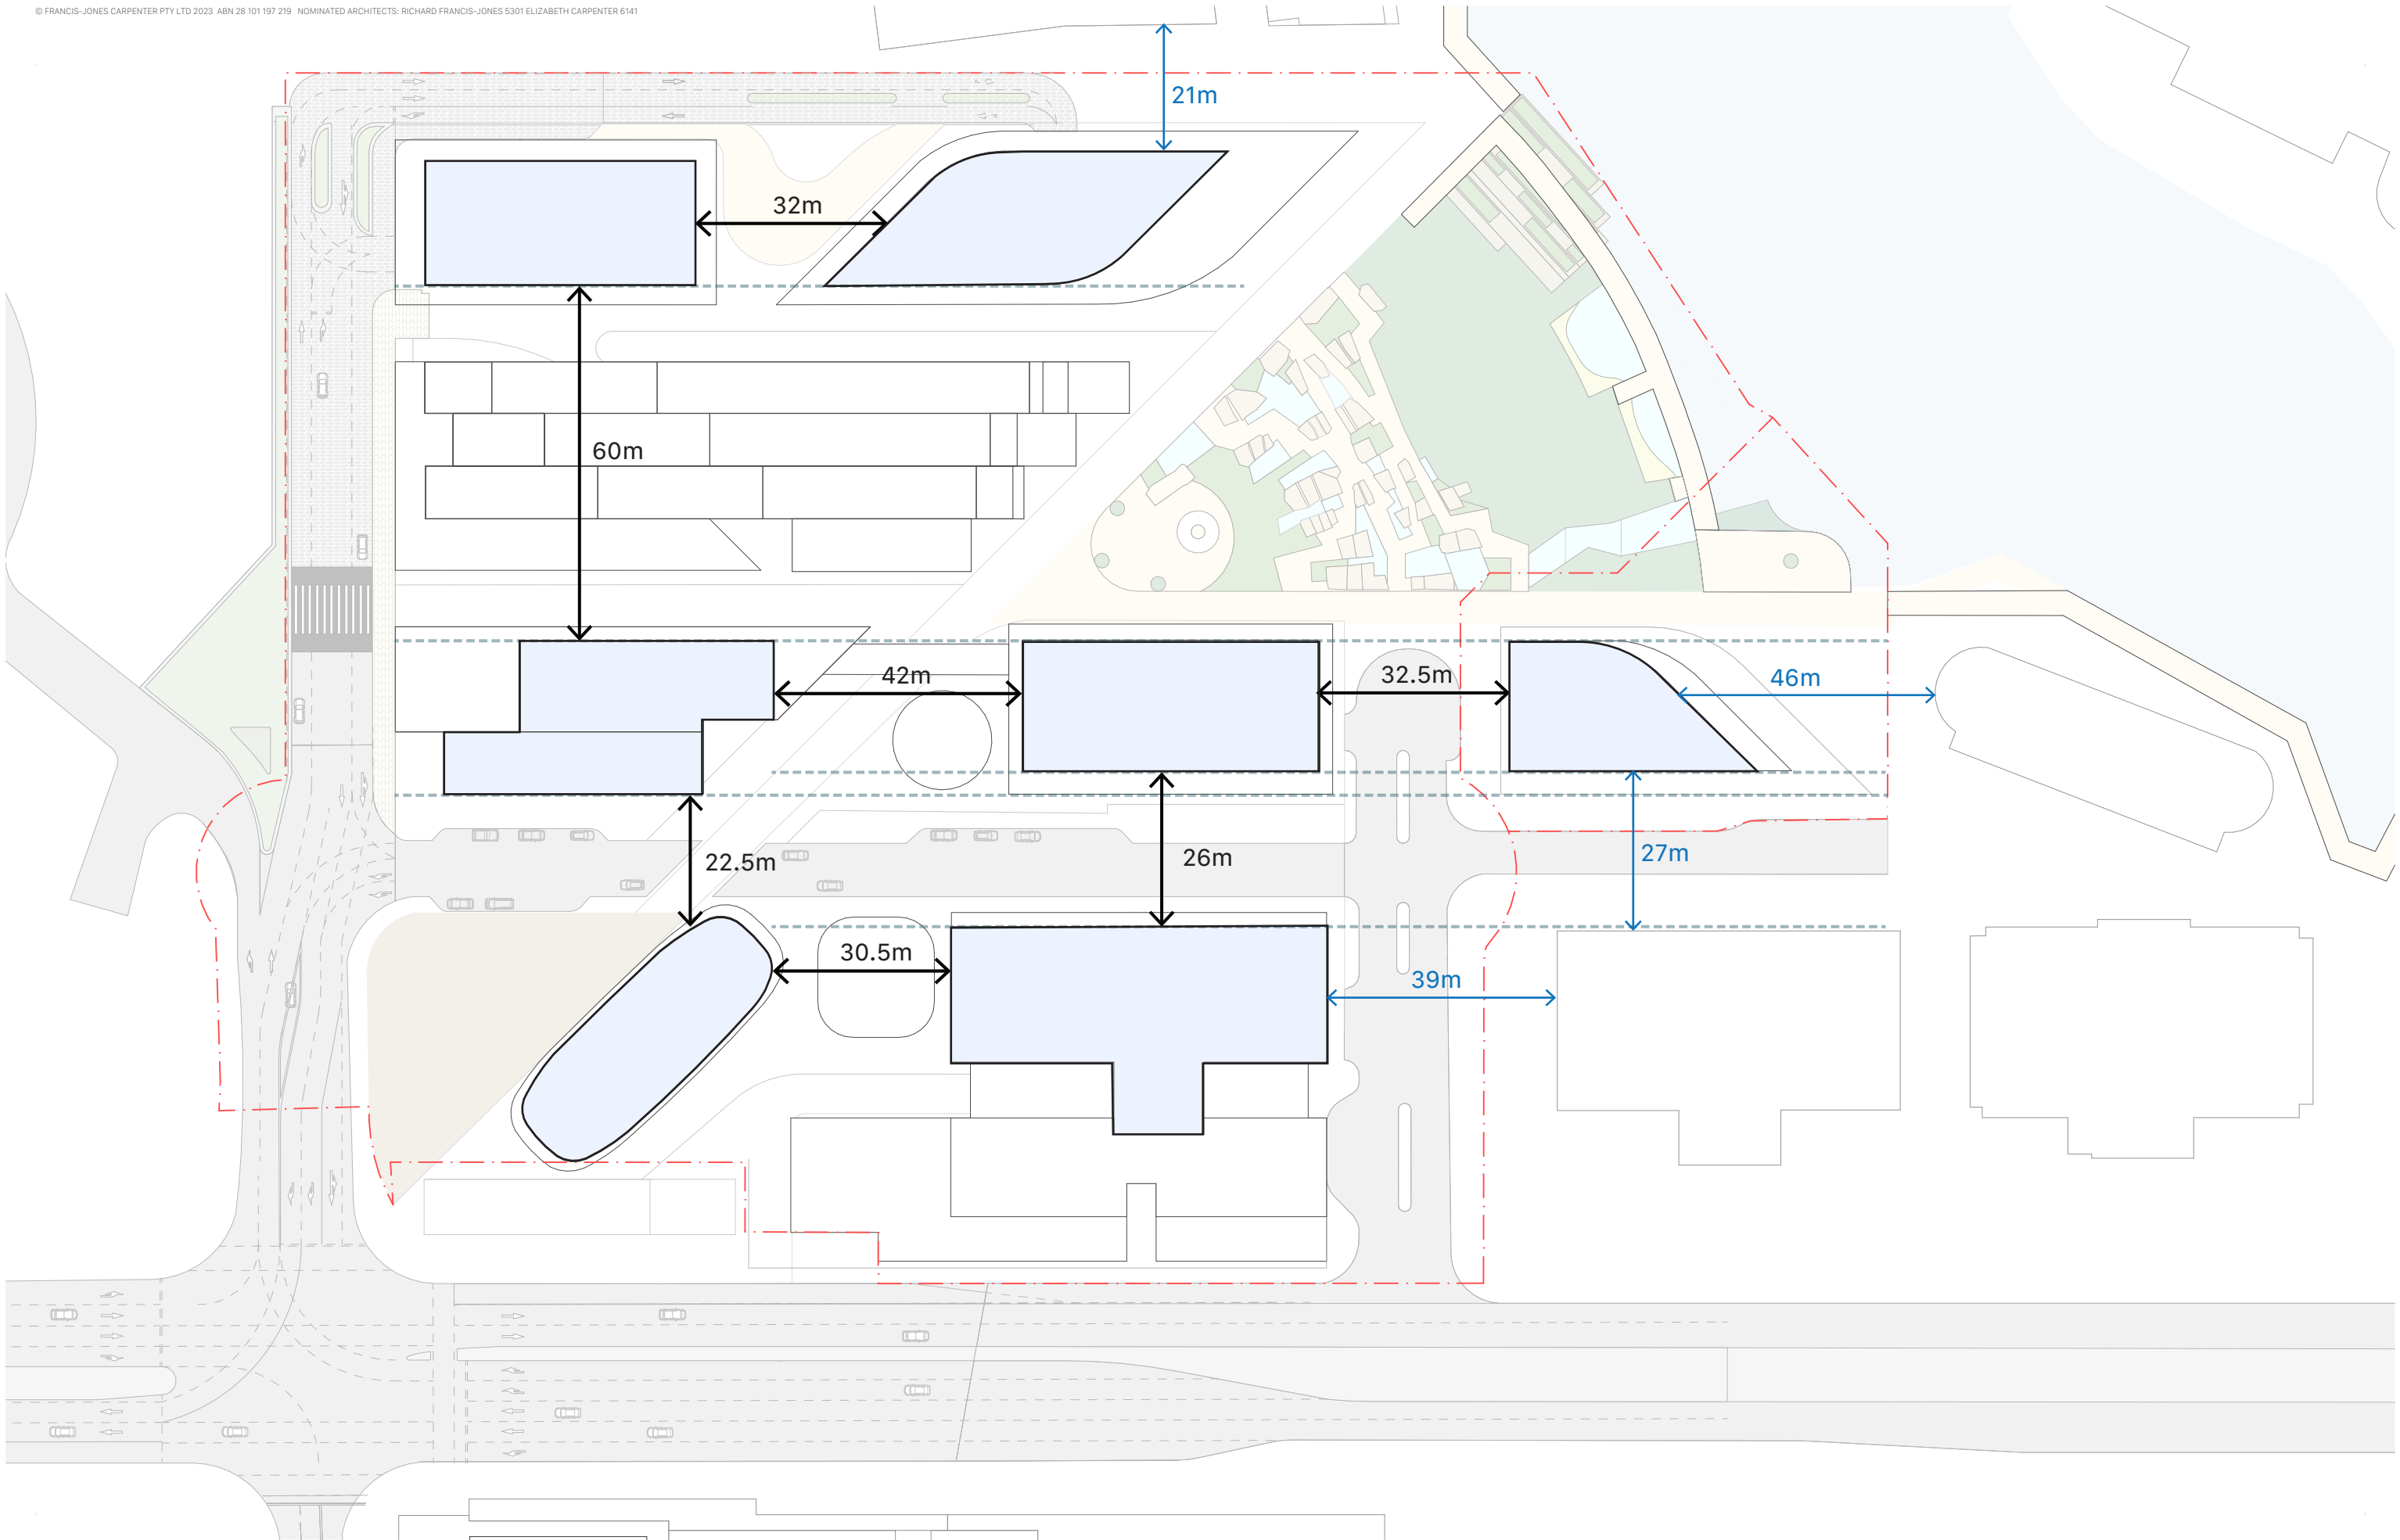 © FRANCIS-JONES CARPENTER PTY LTD 2023 ABN 28 101 197 219 NOMINATED ARCHITECTS: RICHARD FRANCIS-JONES 5301 ELIZABETH CARPENTER 6141
21m
32m
60m
42m
32.5m
46m
22.5m
26m
27m
30.5m
39m